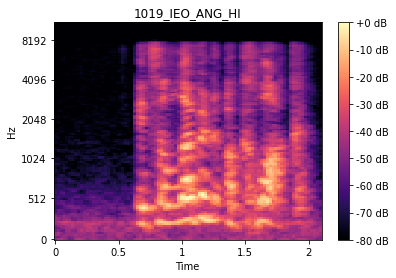 1019_IEO_ANG_HI
+0 dB
8192
-10 dB
4096
-20 dB
-30 dB
2048
-40 dB
Hz
1024
-50 dB
512
-60 dB
-70 dB
0
-80 dB
0
0.5
1
1.5
2
Time